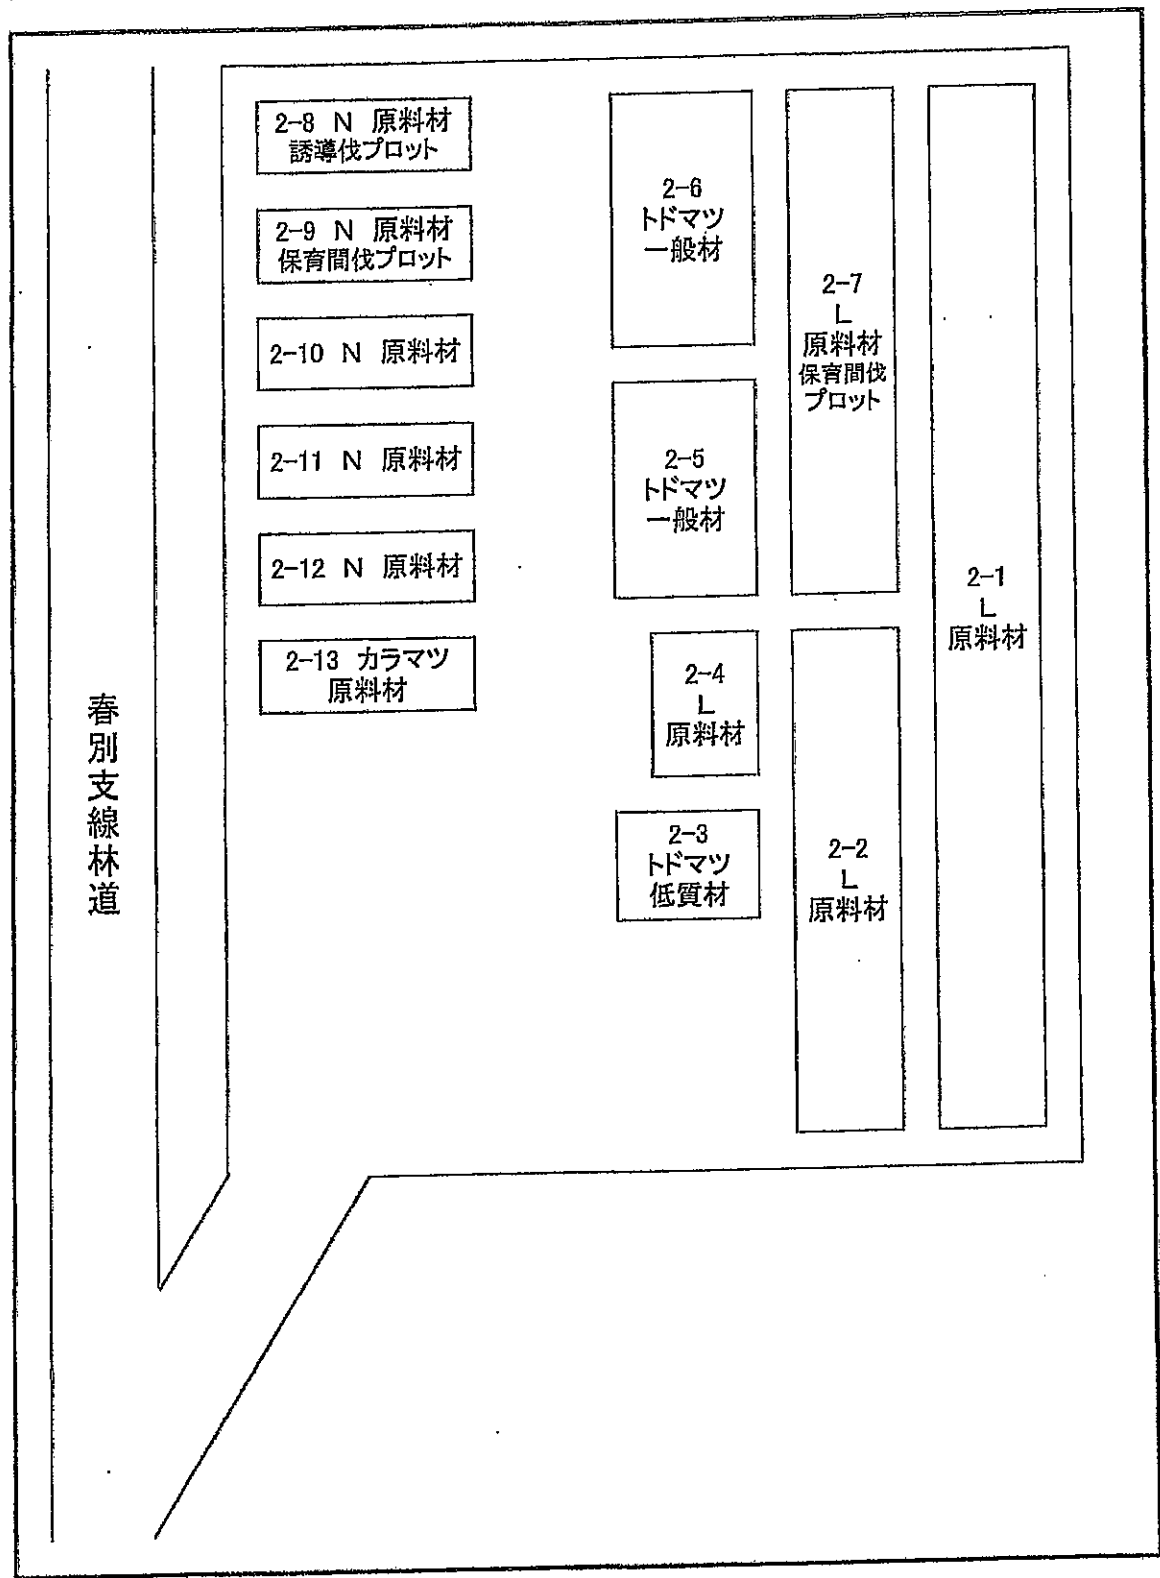 2-8 N 原料材
誘導伐プロット
2-9 N 原料材
保育間伐プロット
2-10 N 原料材
2-11 N 原料材
2-12 N 原料材
2-13 カラマツ
原料材
春別支線林道
2-6
トドマツ
一般材
2-5
トドマツ
一般材
2-4
L
原料材
2-3
トドマツ
低質材
2-7
L
原料材
保育間伐
プロット
2-2
L
原料材
2-1
L
原料材